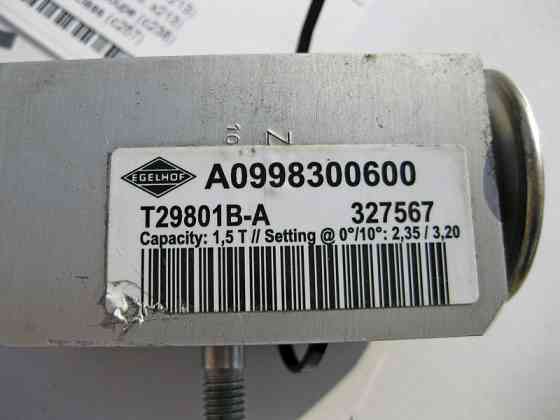 EGELHOF
A0998300600
T29801B-A 327567
Capacity: 1,5 T // Setting @ 0°/10°: 2,35 / 3,20